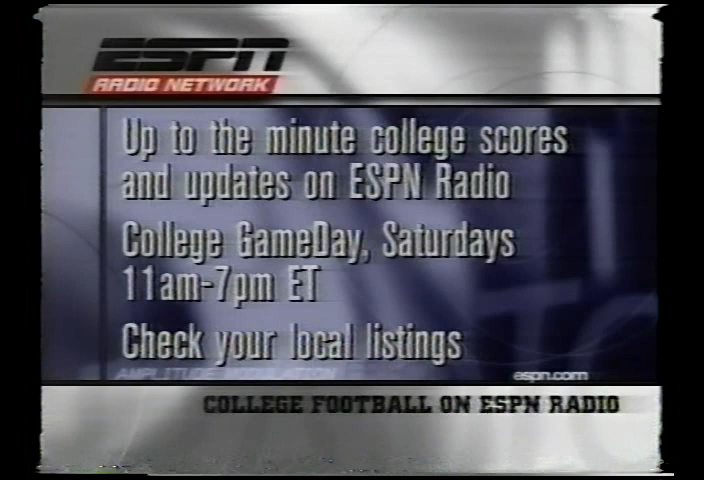 ESPN
RADIO NETWORK
Up to the minute college scores
and updates on ESPN Radio
College GameDay, Saturdays
11am-7pm ET
Check your local listings
AMPLITUDE MODULATION
espn.com
COLLEGE FOOTBALL ON ESPN RADIO